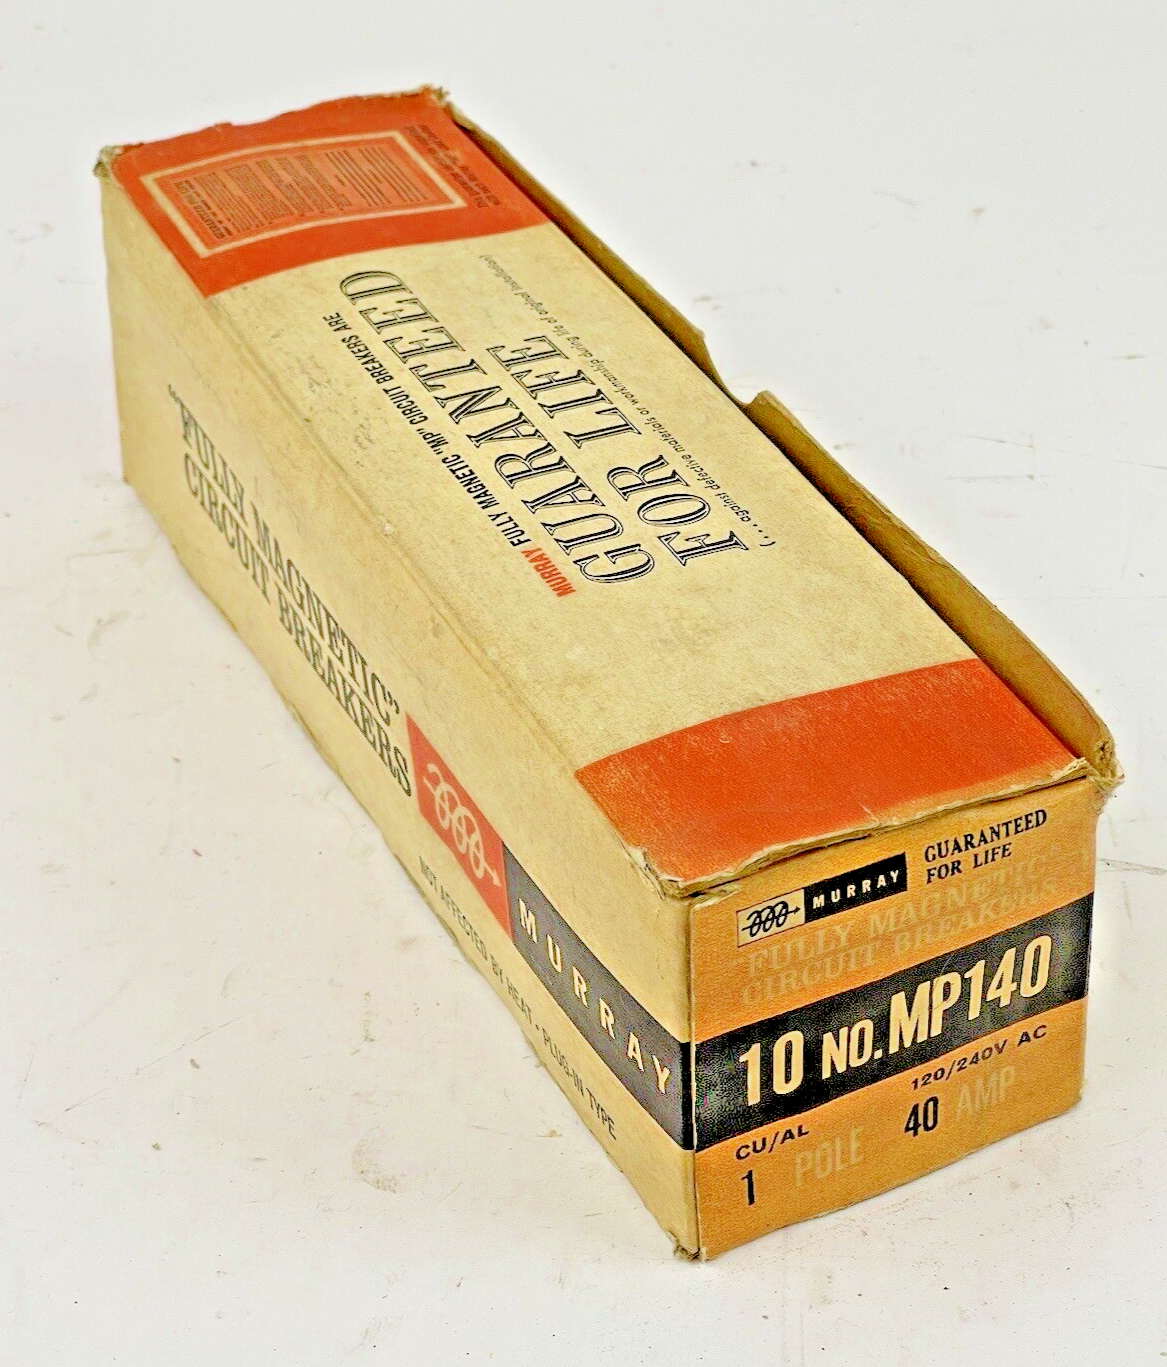 MURRAY FULLY MAGNETIC "MP" CIRCUIT BREAKERS ARE
GUARANTEED
FOR LIFE
(...against defective materials or workmanship during life of original installation)
"FULLY MAGNETIC"
CIRCUIT BREAKERS
MURRAY
NOT AFFECTED BY HEAT • PLUG-IN TYPE
MURRAY
GUARANTEED
FOR LIFE
FULLY MAGNETIC
CIRCUIT BREAKERS
10 NO. MP140
120/240V AC
CU/AL
1 POLE 40 AMP